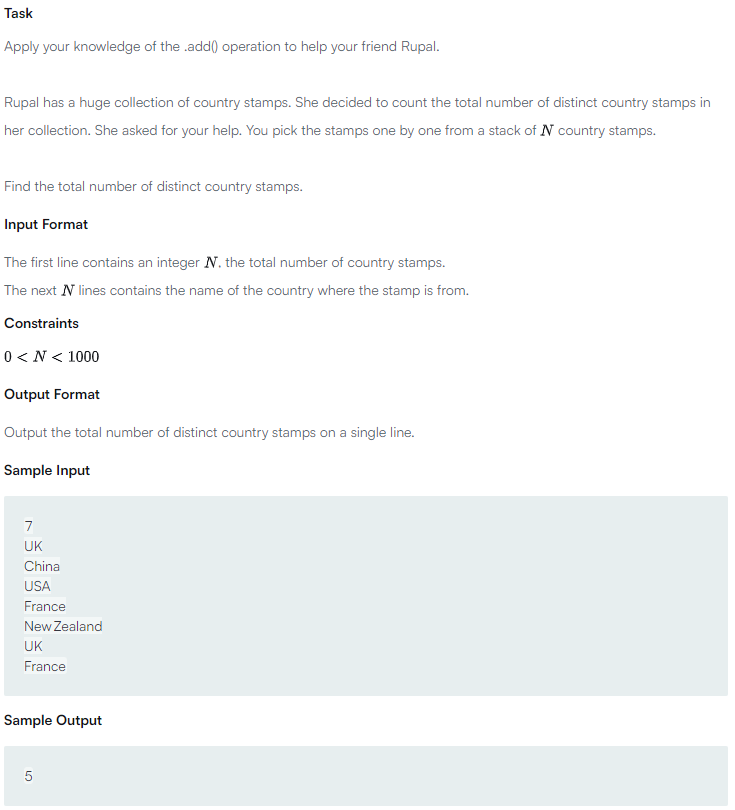 Task
Apply your knowledge of the .add() operation to help your friend Rupal.
Rupal has a huge collection of country stamps. She decided to count the total number of distinct country stamps in
her collection. She asked for your help. You pick the stamps one by one from a stack of N country stamps.
Find the total number of distinct country stamps.
Input Format
The first line contains an integer N, the total number of country stamps.
The next N lines contains the name of the country where the stamp is from.
Constraints
0 < N < 1000
Output Format
Output the total number of distinct country stamps on a single line.
Sample Input
7
UK
China
USA
France
New Zealand
UK
France
Sample Output
5